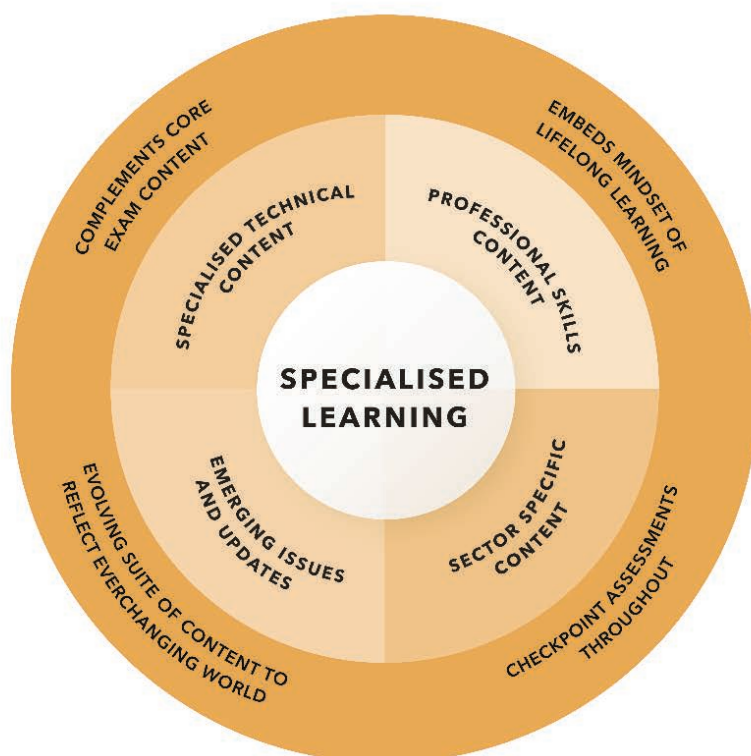 COMPLEMENTS CORE
EXAM CONTENT
EMBEDS MINDSET OF
LIFELONG LEARNING
SPECIALISED TECHNICAL
CONTENT
PROFESSIONAL SKILLS
CONTENT
SPECIALISED
LEARNING
EMERGING ISSUES
AND UPDATES
SECTOR SPECIFIC
CONTENT
EVOLVING SUITE OF CONTENT TO
REFLECT EVERCHANGING WORLD
CHECKPOINT ASSESSMENTS
THROUGHOUT